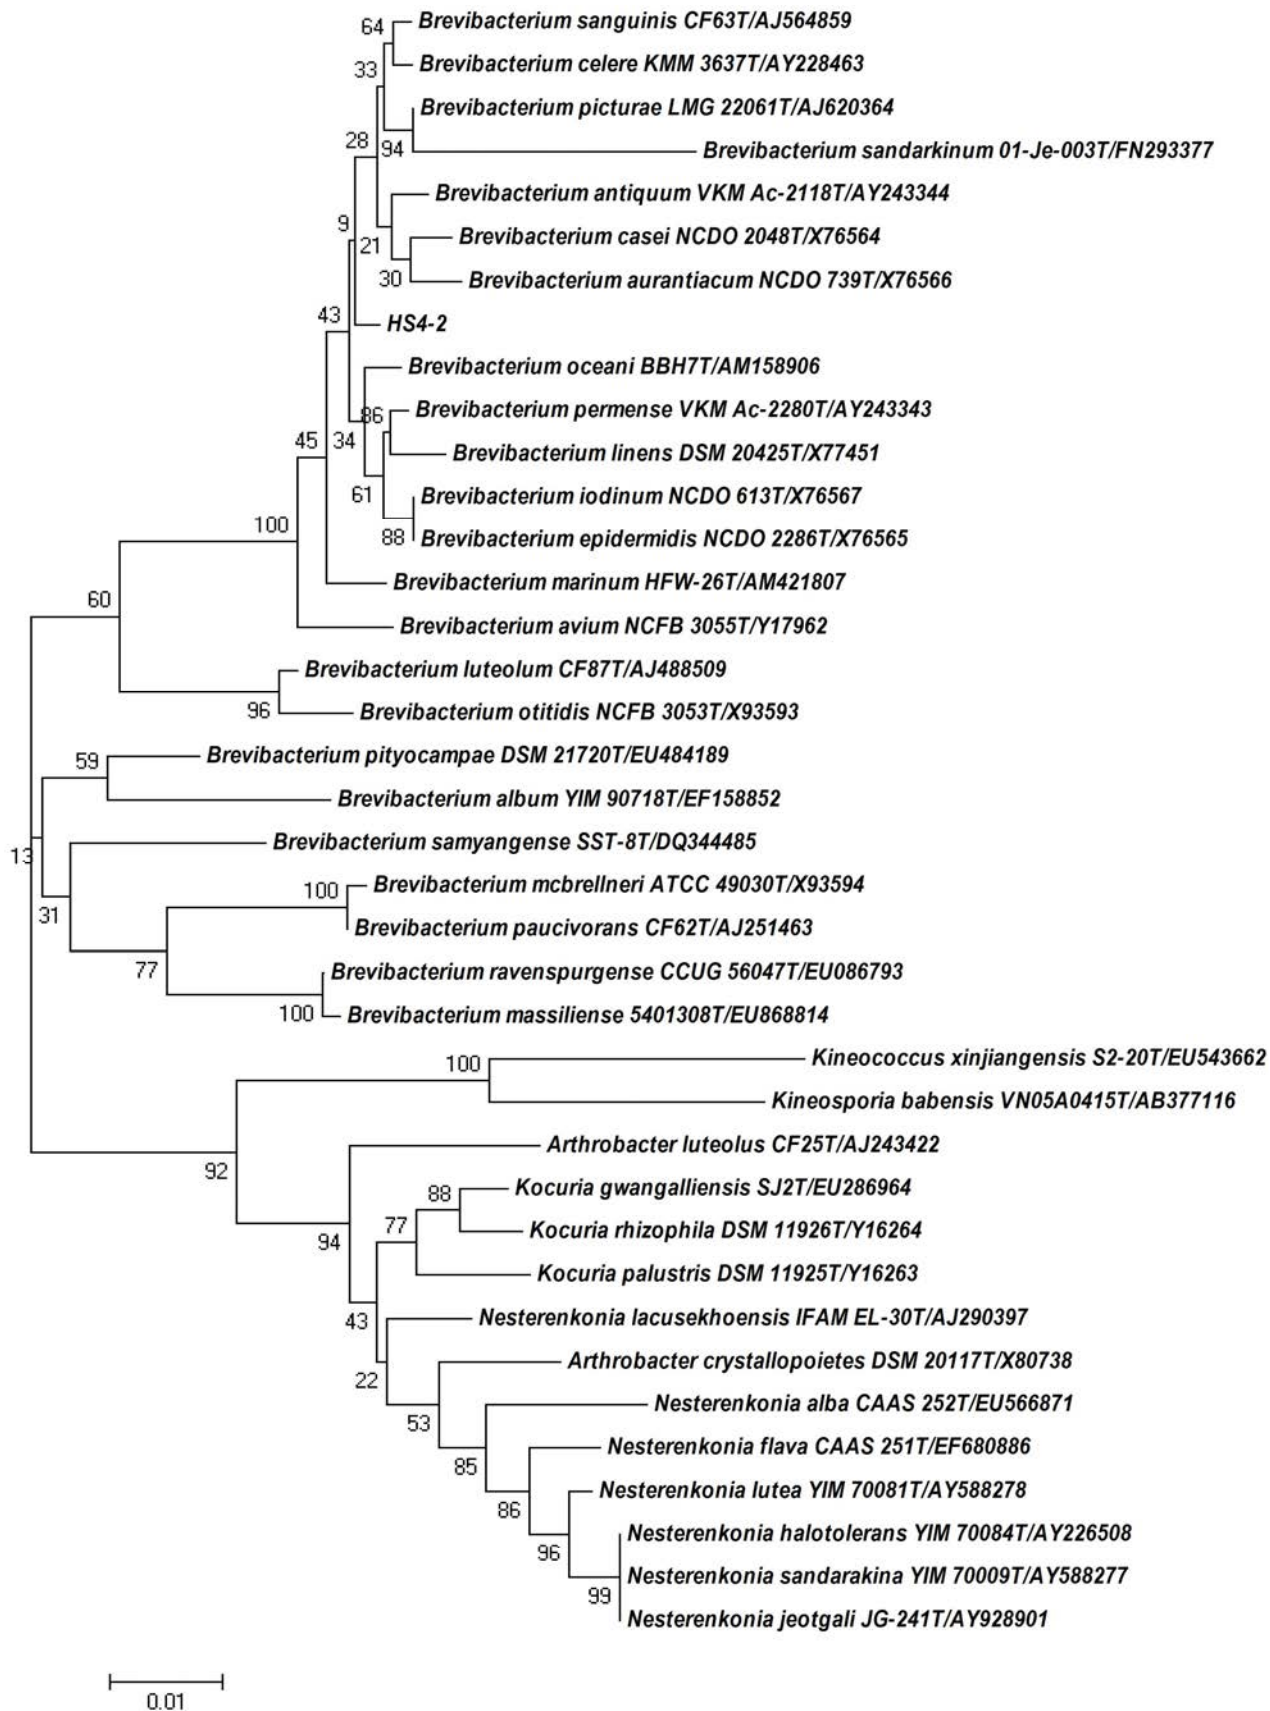 64
Brevibacterium sanguinis CF63T/AJ564859
Brevibacterium celere KMM 3637T/AY228463
33
Brevibacterium picturae LMG 22061T/AJ620364
28
94
Brevibacterium sandarkinum 01-Je-003T/FN293377
Brevibacterium antiquum VKM Ac-2118T/AY243344
9
21
Brevibacterium casei NCDO 2048T/X76564
30
Brevibacterium aurantiacum NCDO 739T/X76566
43
HS4-2
Brevibacterium oceani BBH7T/AM158906
86
Brevibacterium permense VKM Ac-2280T/AY243343
45
34
Brevibacterium linens DSM 20425T/X77451
61
Brevibacterium iodinum NCDO 613T/X76567
100
88
Brevibacterium epidermidis NCDO 2286T/X76565
Brevibacterium marinum HFW-26T/AM421807
60
Brevibacterium avium NCFB 3055T/Y17962
Brevibacterium luteolum CF87T/AJ488509
96
Brevibacterium otitidis NCFB 3053T/X93593
59
Brevibacterium pityocampae DSM 21720T/EU484189
Brevibacterium album YIM 90718T/EF158852
Brevibacterium samyangense SST-8T/DQ344485
13
100
Brevibacterium mcbrellneri ATCC 49030T/X93594
31
Brevibacterium paucivorans CF62T/AJ251463
77
Brevibacterium ravenspurgense CCUG 56047T/EU086793
100
Brevibacterium massiliense 5401308T/EU868814
100
Kineococcus xinjiangensis S2-20T/EU543662
Kineosporia babensis VN05A0415T/AB377116
Arthrobacter luteolus CF25T/AJ243422
92
88
Kocuria gwangalliensis SJ2T/EU286964
77
94
Kocuria rhizophila DSM 11926T/Y16264
Kocuria palustris DSM 11925T/Y16263
43
Nesterenkonia lacusekhoensis IFAM EL-30T/AJ290397
22
Arthrobacter crystallopoietes DSM 20117T/X80738
53
Nesterenkonia alba CAAS 252T/EU566871
85
Nesterenkonia flava CAAS 251T/EF680886
86
Nesterenkonia lutea YIM 70081T/AY588278
96
Nesterenkonia halotolerans YIM 70084T/AY226508
99
Nesterenkonia sandarakina YIM 70009T/AY588277
Nesterenkonia jeotgali JG-241T/AY928901
0.01